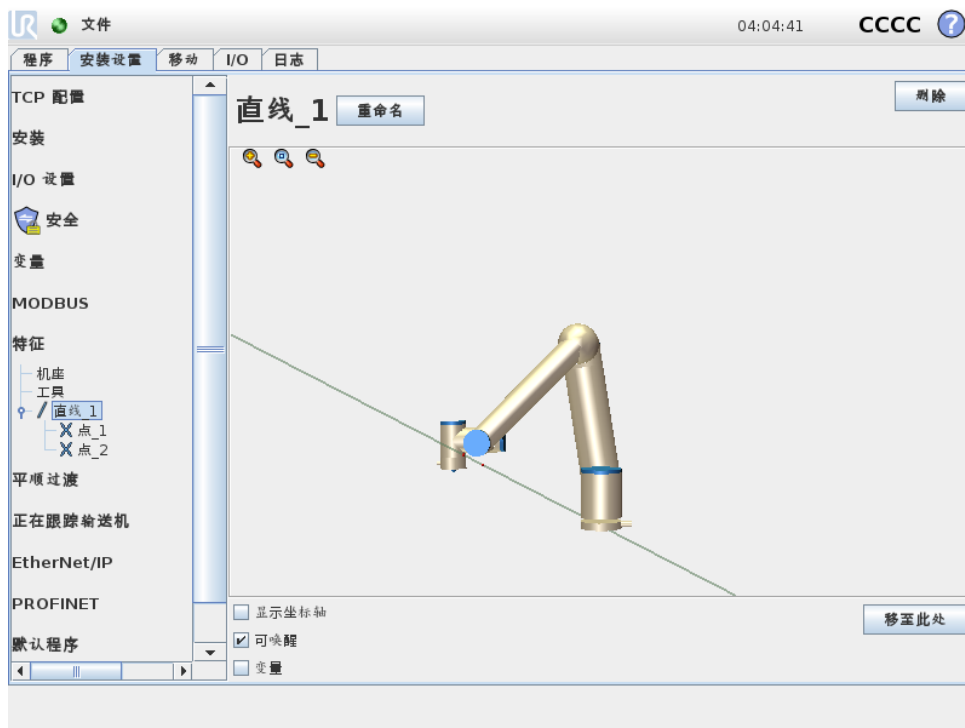 UR 文件 04:04:41 CCCC ?
程序 安装设置 移动 I/O 日志
TCP 配置
安装
I/O 设置
安全
变量
MODBUS
特征
机座
工具
直线_1
点_1
点_2
平顺过渡
正在跟踪输送机
EtherNet/IP
PROFINET
默认程序
直线_1 重命名 删除
显示坐标轴
可唤醒
变量
移至此处